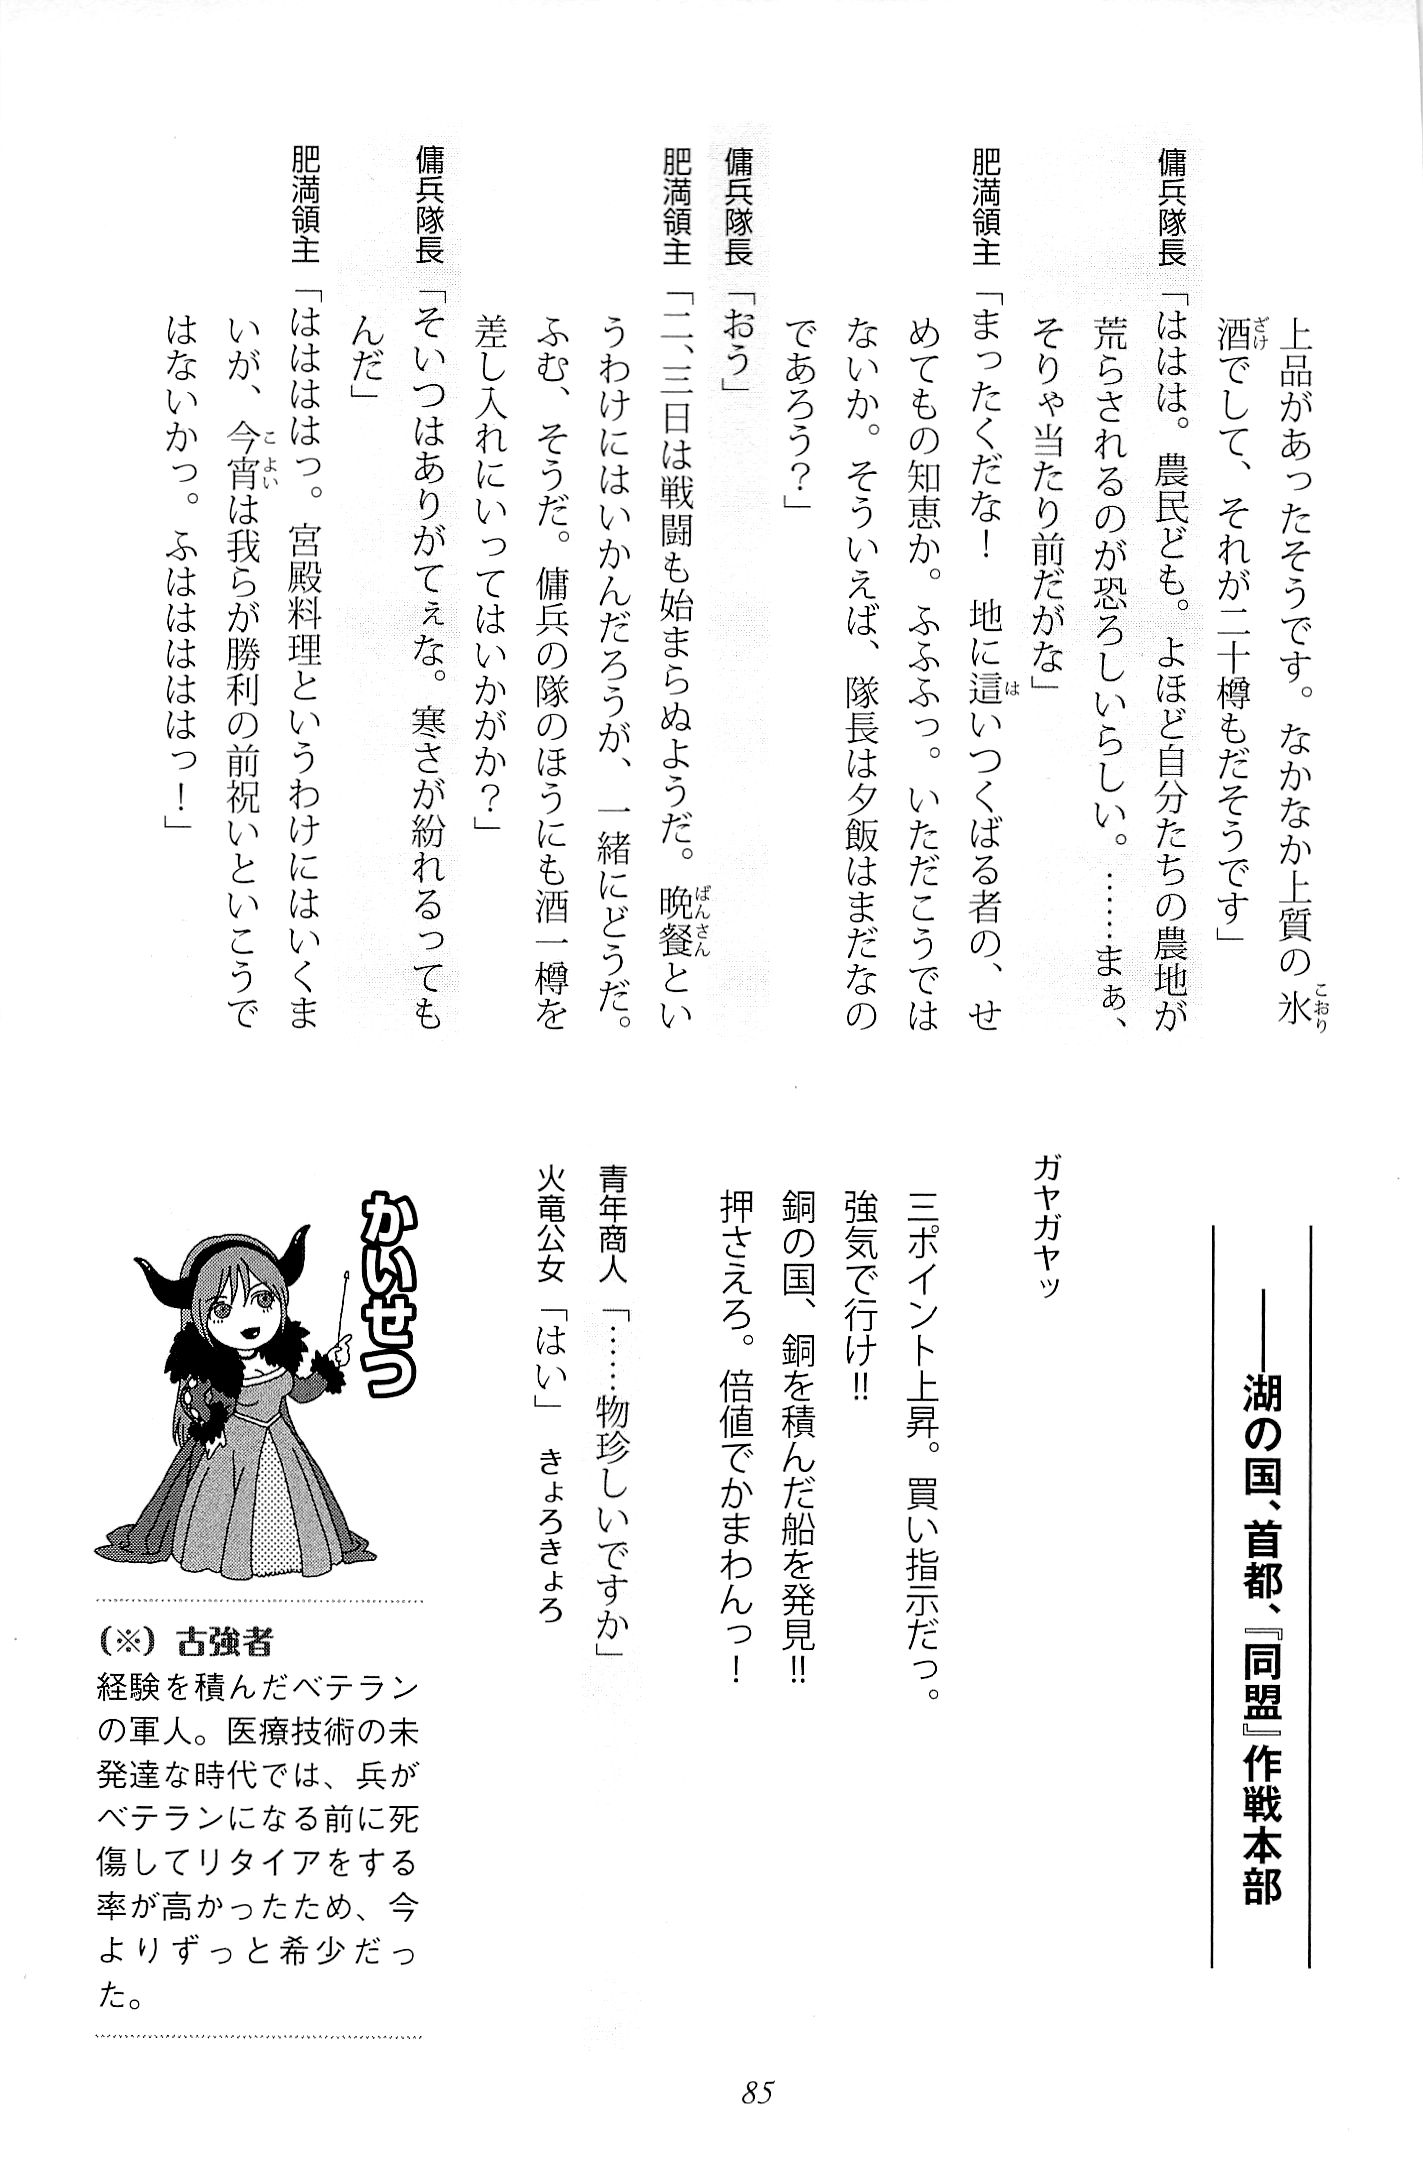 上品があったそうです。なかなか上質の氷
酒でして、それが二十樽もだそうです」
傭兵隊長「ははは。農民ども。よほど自分たちの農地が
荒らされるのが恐ろしいらしい。……まぁ、
そりゃ当たり前だがな」
肥満領主「まったくだな！　地に這いつくばる者の、せ
めてもの知恵か。ふふふっ。いただこうでは
ないか。そういえば、隊長は夕飯はまだなの
であろう？」
傭兵隊長「おう」
肥満領主「二、三日は戦闘も始まらぬようだ。晩餐とい
うわけにはいかんだろうが、一緒にどうだ。
ふむ、そうだ。傭兵の隊のほうにも酒一樽を
差し入れにいってはいかがか？」
傭兵隊長「そいつはありがてぇな。寒さが紛れるっても
んだ」
肥満領主「はははははっ。宮殿料理というわけにはいくま
いが、今宵は我らが勝利の前祝いといこうで
はないかっ。ふはははははっ！」
――湖の国、首都、『同盟』作戦本部
ガヤガヤッ
三ポイント上昇。買い指示だっ。
強気で行け!!
銅の国、銅を積んだ船を発見!!
押さえろ。倍値でかまわんっ！
青年商人「……物珍しいですか」
火竜公女「はい」　きょろきょろ
かいせつ
（※）古強者
経験を積んだベテラン
の軍人。医療技術の未
発達な時代では、兵が
ベテランになる前に死
傷してリタイアをする
率が高かったため、今
よりずっと希少だっ
た。
85